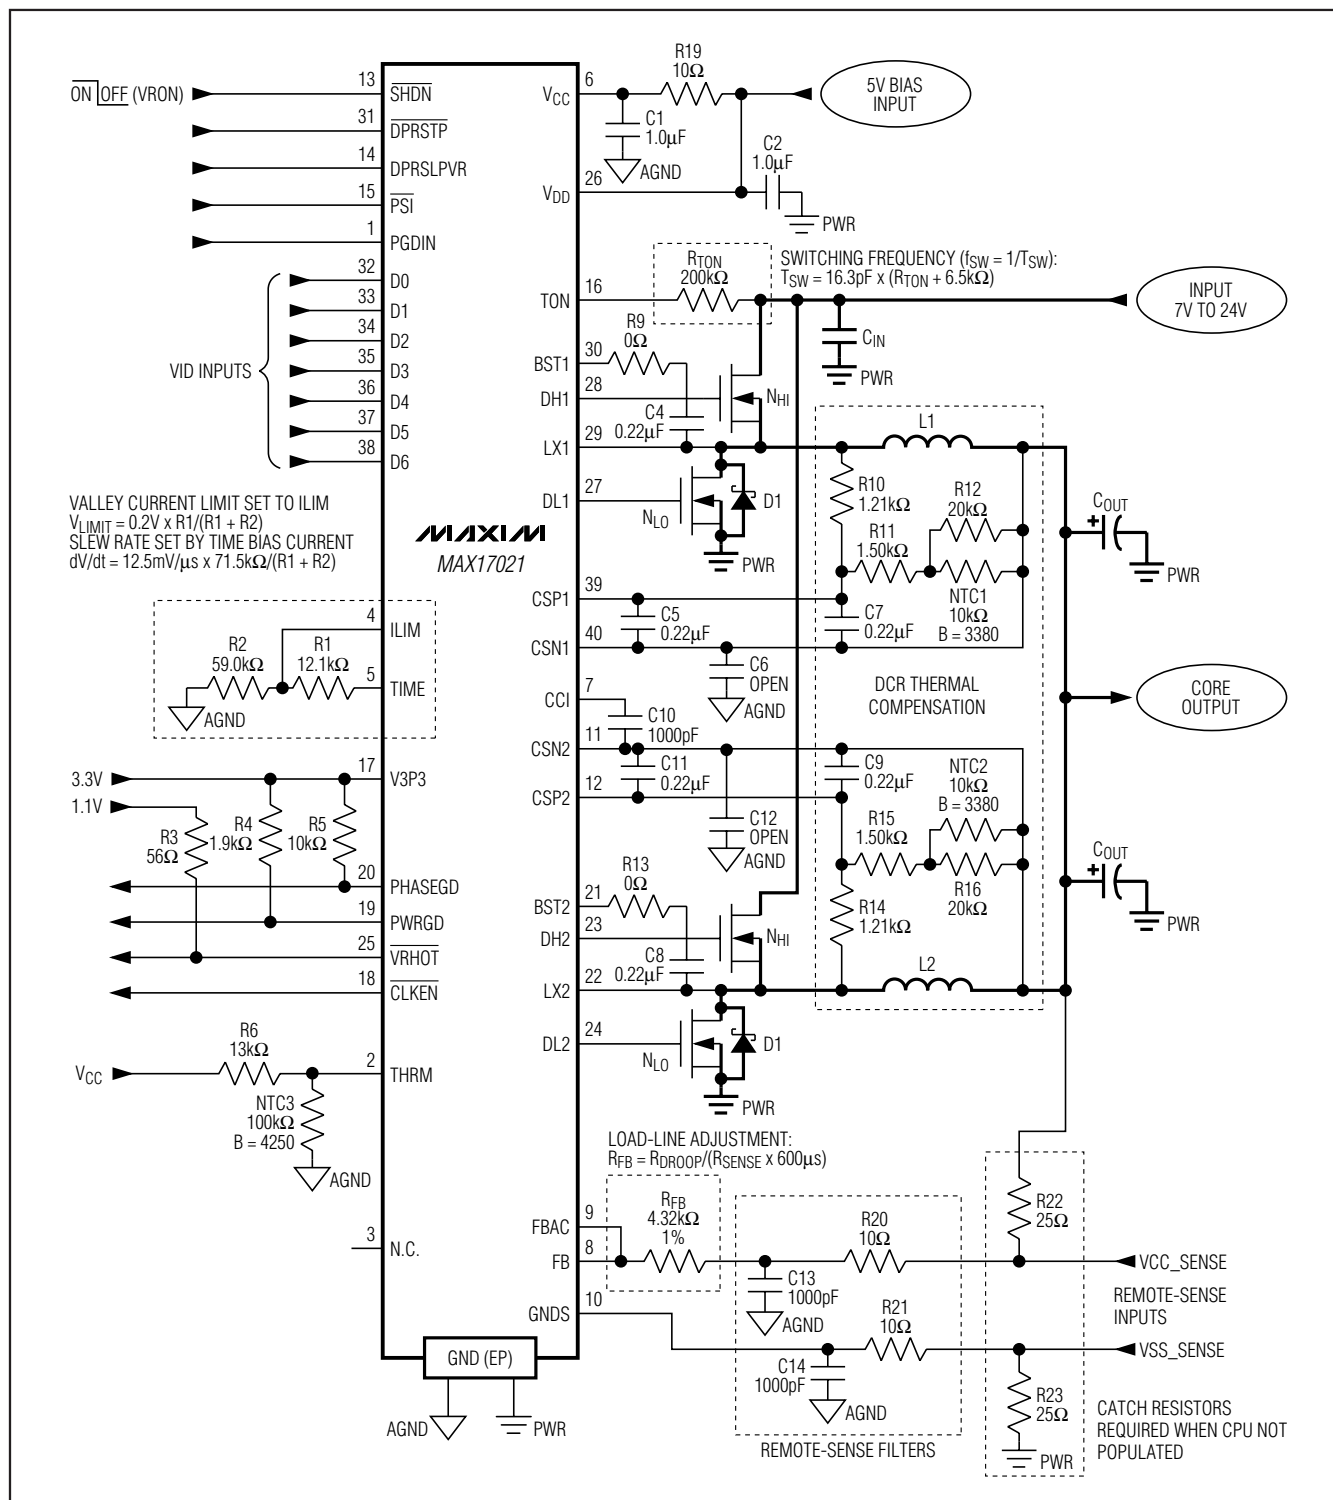 ON OFF (VRON)
13
SHDN
31
DPRSTP
14
DPRSLPVR
15
PSI
1
PGDIN
VID INPUTS
32
D0
33
D1
34
D2
35
D3
36
D4
37
D5
38
D6
VALLEY CURRENT LIMIT SET TO ILIM
VLIMIT = 0.2V x R1/(R1 + R2)
SLEW RATE SET BY TIME BIAS CURRENT
dV/dt = 12.5mV/μs x 71.5kΩ/(R1 + R2)
MAXIM
MAX17021
4
ILIM
R2
59.0kΩ
R1
12.1kΩ
5
TIME
AGND
3.3V
17
V3P3
1.1V
R3
56Ω
R4
1.9kΩ
R5
10kΩ
20
PHASEGD
19
PWRGD
25
VRHOT
18
CLKEN
VCC
R6
13kΩ
2
THRM
NTC3
100kΩ
B = 4250
AGND
3
N.C.
GND (EP)
AGND
PWR
6
VCC
R19
10Ω
5V BIAS
INPUT
C1
1.0μF
AGND
C2
1.0μF
26
VDD
PWR
RTON
200kΩ
SWITCHING FREQUENCY (fSW = 1/TSW):
TSW = 16.3pF x (RTON + 6.5kΩ)
16
TON
INPUT
7V TO 24V
CIN
PWR
R9
0Ω
30
BST1
28
DH1
NHI
C4
0.22μF
29
LX1
L1
27
DL1
NLO
D1
PWR
R10
1.21kΩ
R12
20kΩ
R11
1.50kΩ
NTC1
10kΩ
B = 3380
COUT
PWR
39
CSP1
C5
0.22μF
C7
0.22μF
40
CSN1
C6
OPEN
AGND
7
CCI
C10
1000pF
DCR THERMAL
COMPENSATION
CORE
OUTPUT
11
CSN2
C11
0.22μF
C9
0.22μF
NTC2
10kΩ
B = 3380
12
CSP2
C12
OPEN
AGND
R15
1.50kΩ
R16
20kΩ
R14
1.21kΩ
COUT
PWR
R13
0Ω
21
BST2
23
DH2
NHI
C8
0.22μF
22
LX2
L2
24
DL2
NLO
D1
PWR
LOAD-LINE ADJUSTMENT:
RFB = RDROOP/(RSENSE x 600μs)
9
FBAC
RFB
4.32kΩ
1%
8
FB
R20
10Ω
R22
25Ω
VCC_SENSE
C13
1000pF
AGND
REMOTE-SENSE
INPUTS
10
GNDS
R21
10Ω
VSS_SENSE
C14
1000pF
AGND
R23
25Ω
PWR
REMOTE-SENSE FILTERS
CATCH RESISTORS
REQUIRED WHEN CPU NOT
POPULATED